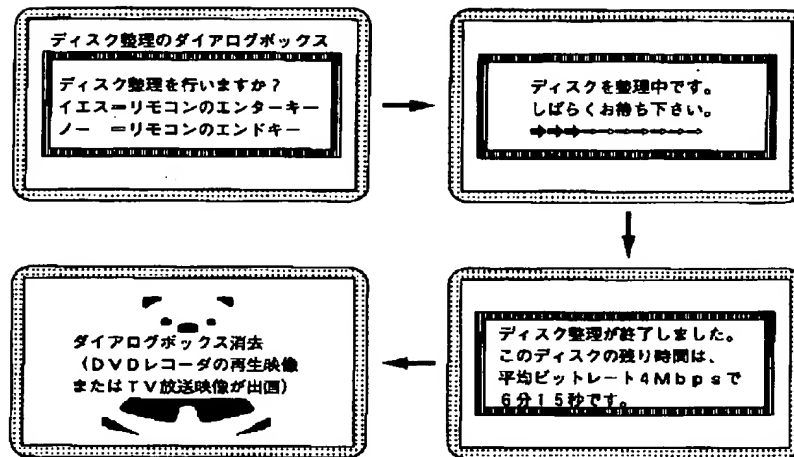 ディスク整理のダイアログボックス
ディスク整理を行いますか?
イエス=リモコンのエンターキー
ノー =リモコンのエンドキー
ディスクを整理中です。
しばらくお待ち下さい。
ディスク整理が終了しました。
このディスクの残り時間は、
平均ビットレート4Mbpsで
6分15秒です。
ダイアログボックス消去
(DVDレコーダの再生映像
またはTV放送映像が出画)